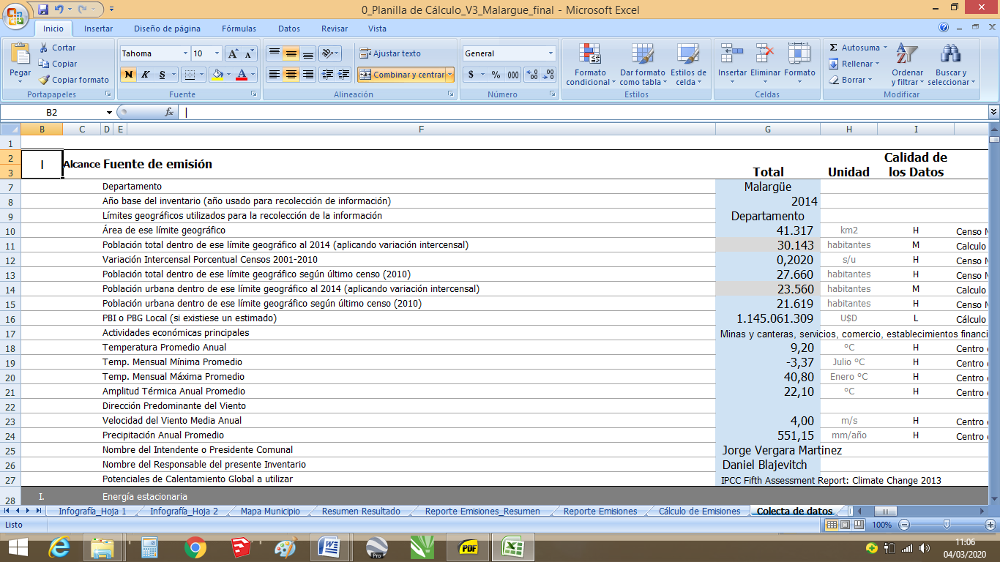 0_Planilla de Cálculo_V3_Malargue_final - Microsoft Excel
Inicio Insertar Diseño de página Fórmulas Datos Revisar Vista
Pegar
Cortar
Copiar
Copiar formato
Portapapeles
Tahoma 10
N K S
Fuente
Ajustar texto
Combinar y centrar
Alineación
General
$ % 000
Número
Formato condicional
Dar formato como tabla
Estilos de celda
Estilos
Insertar Eliminar Formato
Celdas
Autosuma
Rellenar
Borrar
Ordenar y filtrar
Buscar y seleccionar
Modificar
B2 fx
B C D E F G H I
1
2 I Alcance Fuente de emisión Calidad de
3 Total Unidad los Datos
7 Departamento Malargüe
8 Año base del inventario (año usado para recolección de información) 2014
9 Límites geográficos utilizados para la recolección de la información Departamento
10 Área de ese límite geográfico 41.317 km2 H Censo N
11 Población total dentro de ese límite geográfico al 2014 (aplicando variación intercensal) 30.143 habitantes M Calculo
12 Variación Intercensal Porcentual Censos 2001-2010 0,2020 s/u H Censo N
13 Población total dentro de ese límite geográfico según último censo (2010) 27.660 habitantes H Censo N
14 Población urbana dentro de ese límite geográfico al 2014 (aplicando variación intercensal) 23.560 habitantes M Calculo
15 Población urbana dentro de ese límite geográfico según último censo (2010) 21.619 habitantes H Censo N
16 PBI o PBG Local (si existiese un estimado) 1.145.061.309 U$D L Cálculo
17 Actividades económicas principales Minas y canteras, servicios, comercio, establecimientos financi
18 Temperatura Promedio Anual 9,20 ºC H Centro
19 Temp. Mensual Mínima Promedio -3,37 Julio ºC H Centro
20 Temp. Mensual Máxima Promedio 40,80 Enero ºC H Centro
21 Amplitud Térmica Anual Promedio 22,10 ºC H Centro
22 Dirección Predominante del Viento
23 Velocidad del Viento Media Anual 4,00 m/s H Centro
24 Precipitación Anual Promedio 551,15 mm/año H Centro
25 Nombre del Intendente o Presidente Comunal Jorge Vergara Martinez
26 Nombre del Responsable del presente Inventario Daniel Blajevitch
27 Potenciales de Calentamiento Global a utilizar IPCC Fifth Assessment Report: Climate Change 2013
28 I. Energía estacionaria
Infografía_Hoja 1 Infografía_Hoja 2 Mapa Municipio Resumen Resultado Reporte Emisiones_Resumen Reporte Emisiones Cálculo de Emisiones Colecta de datos
Listo 100%
Pro
PDF
11:06
04/03/2020